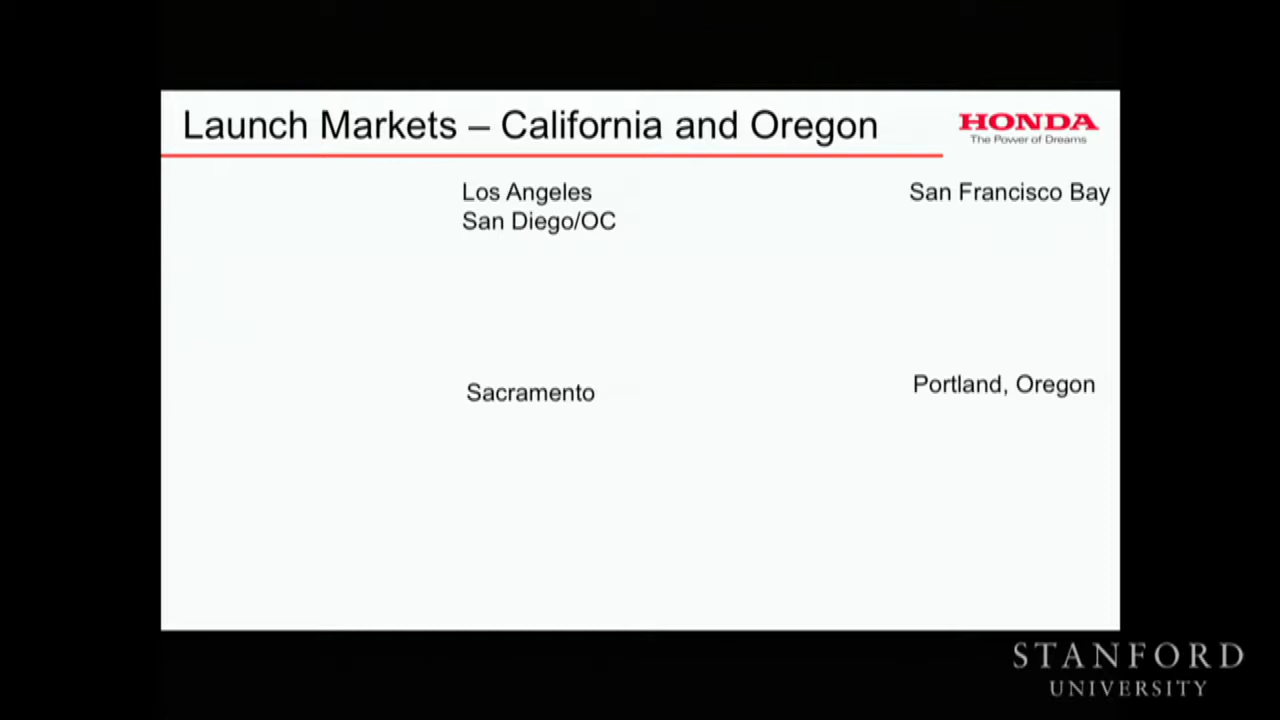 Launch Markets – California and Oregon
HONDA
The Power of Dreams
Los Angeles
San Diego/OC
San Francisco Bay
Sacramento
Portland, Oregon
STANFORD
UNIVERSITY